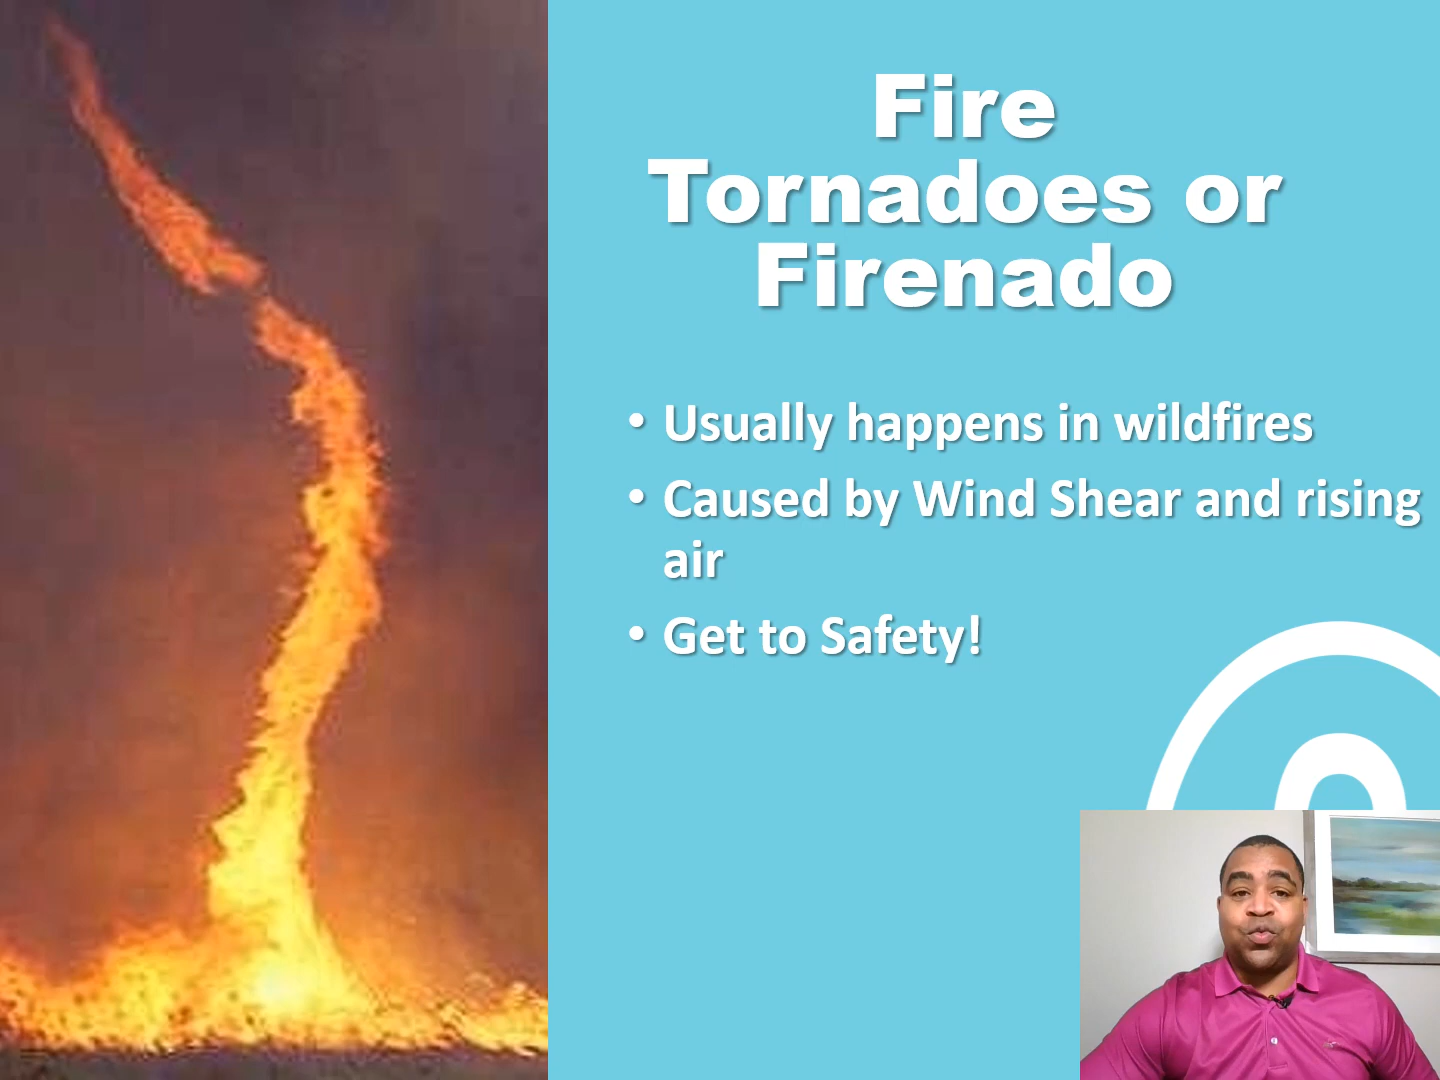 Fire
Tornadoes or
Firenado
• Usually happens in wildfires
• Caused by Wind Shear and rising
air
• Get to Safety!